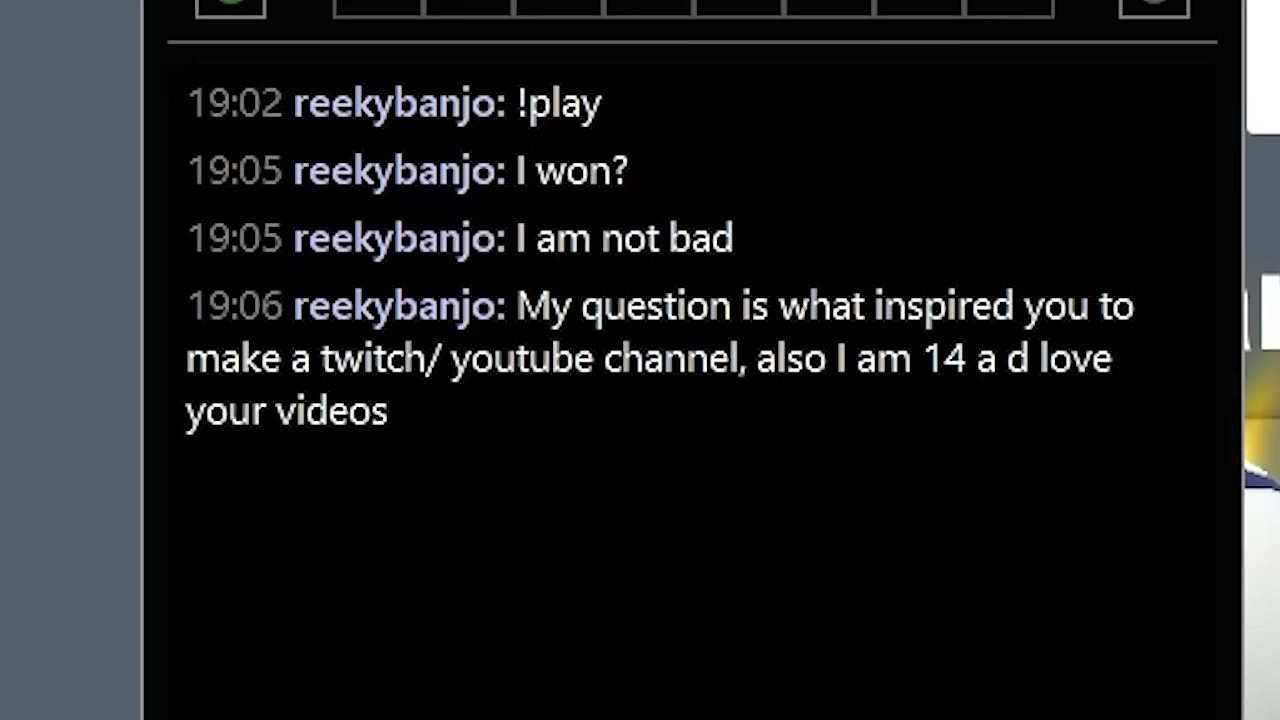 19:02 reekybanjo: !play
19:05 reekybanjo: I won?
19:05 reekybanjo: I am not bad
19:06 reekybanjo: My question is what inspired you to
make a twitch/ youtube channel, also I am 14 a d love
your videos